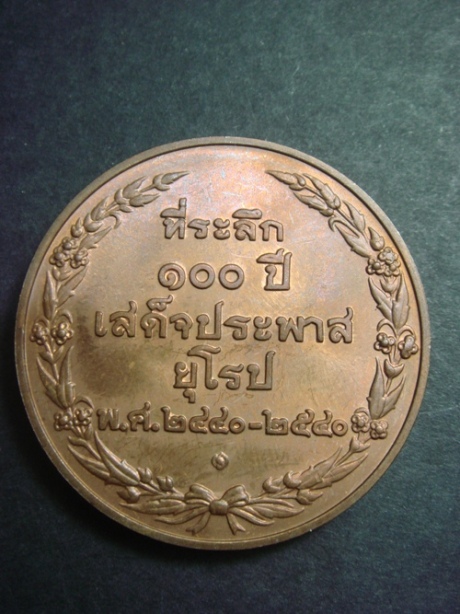 ที่ระลึก
๑๐๐ ปี
เสด็จประพาส
ยุโรป
พ.ศ.๒๔๔๐-๒๕๔๐